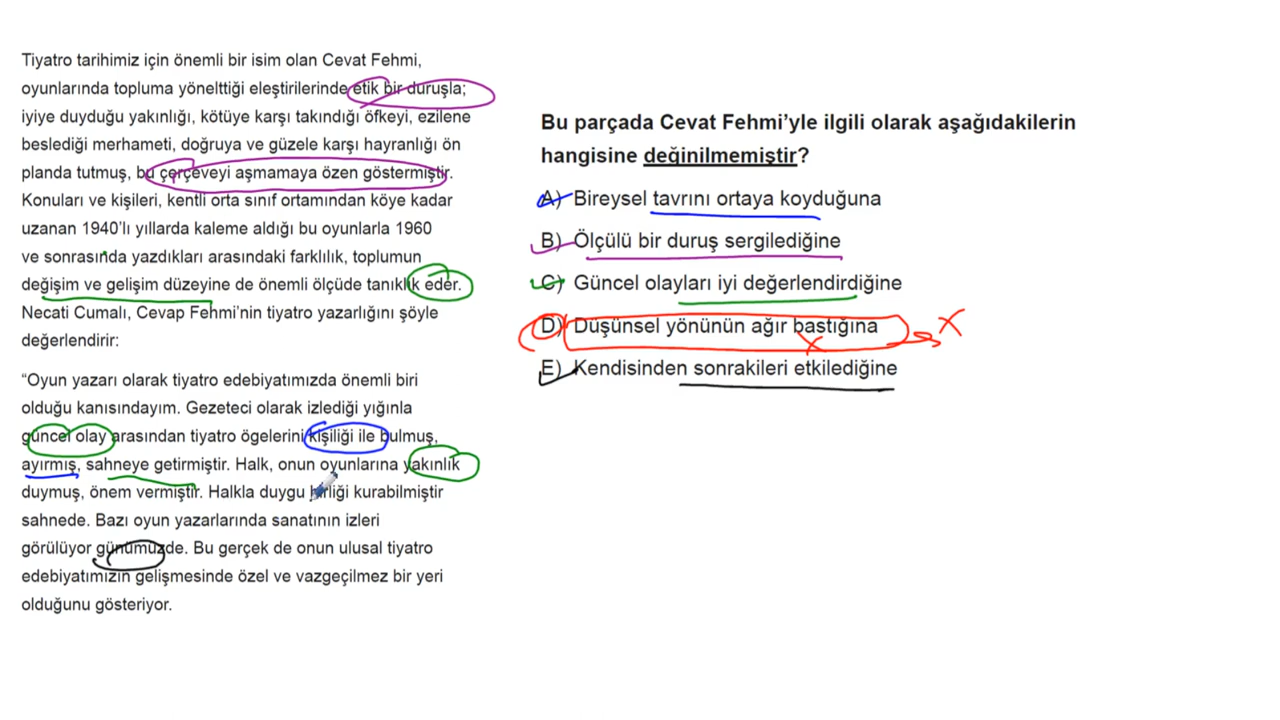 Tiyatro tarihimiz için önemli bir isim olan Cevat Fehmi,
oyunlarında topluma yönelttiği eleştirilerinde etik bir duruşla;
iyiye duyduğu yakınlığı, kötüye karşı takındığı öfkeyi, ezilene
beslediği merhameti, doğruya ve güzele karşı hayranlığı ön
planda tutmuş, bu çerçeveyi aşmamaya özen göstermiştir.
Konuları ve kişileri, kentli orta sınıf ortamından köye kadar
uzanan 1940'lı yıllarda kaleme aldığı bu oyunlarla 1960
ve sonrasında yazdıkları arasındaki farklılık, toplumun
değişim ve gelişim düzeyine de önemli ölçüde tanıklık eder.
Necati Cumalı, Cevap Fehmi'nin tiyatro yazarlığını şöyle
değerlendirir:
“Oyun yazarı olarak tiyatro edebiyatımızda önemli biri
olduğu kanısındayım. Gezeteci olarak izlediği yığınla
güncel olay arasından tiyatro ögelerini kişiliği ile bulmuş,
ayırmış, sahneye getirmiştir. Halk, onun oyunlarına yakınlık
duymuş, önem vermiştir. Halkla duygu birliği kurabilmiştir
sahnede. Bazı oyun yazarlarında sanatının izleri
görülüyor günümüzde. Bu gerçek de onun ulusal tiyatro
edebiyatımızın gelişmesinde özel ve vazgeçilmez bir yeri
olduğunu gösteriyor.
Bu parçada Cevat Fehmi'yle ilgili olarak aşağıdakilerin
hangisine değinilmemiştir?
A) Bireysel tavrını ortaya koyduğuna
B) Ölçülü bir duruş sergilediğine
C) Güncel olayları iyi değerlendirdiğine
D) Düşünsel yönünün ağır bastığına
E) Kendisinden sonrakileri etkilediğine